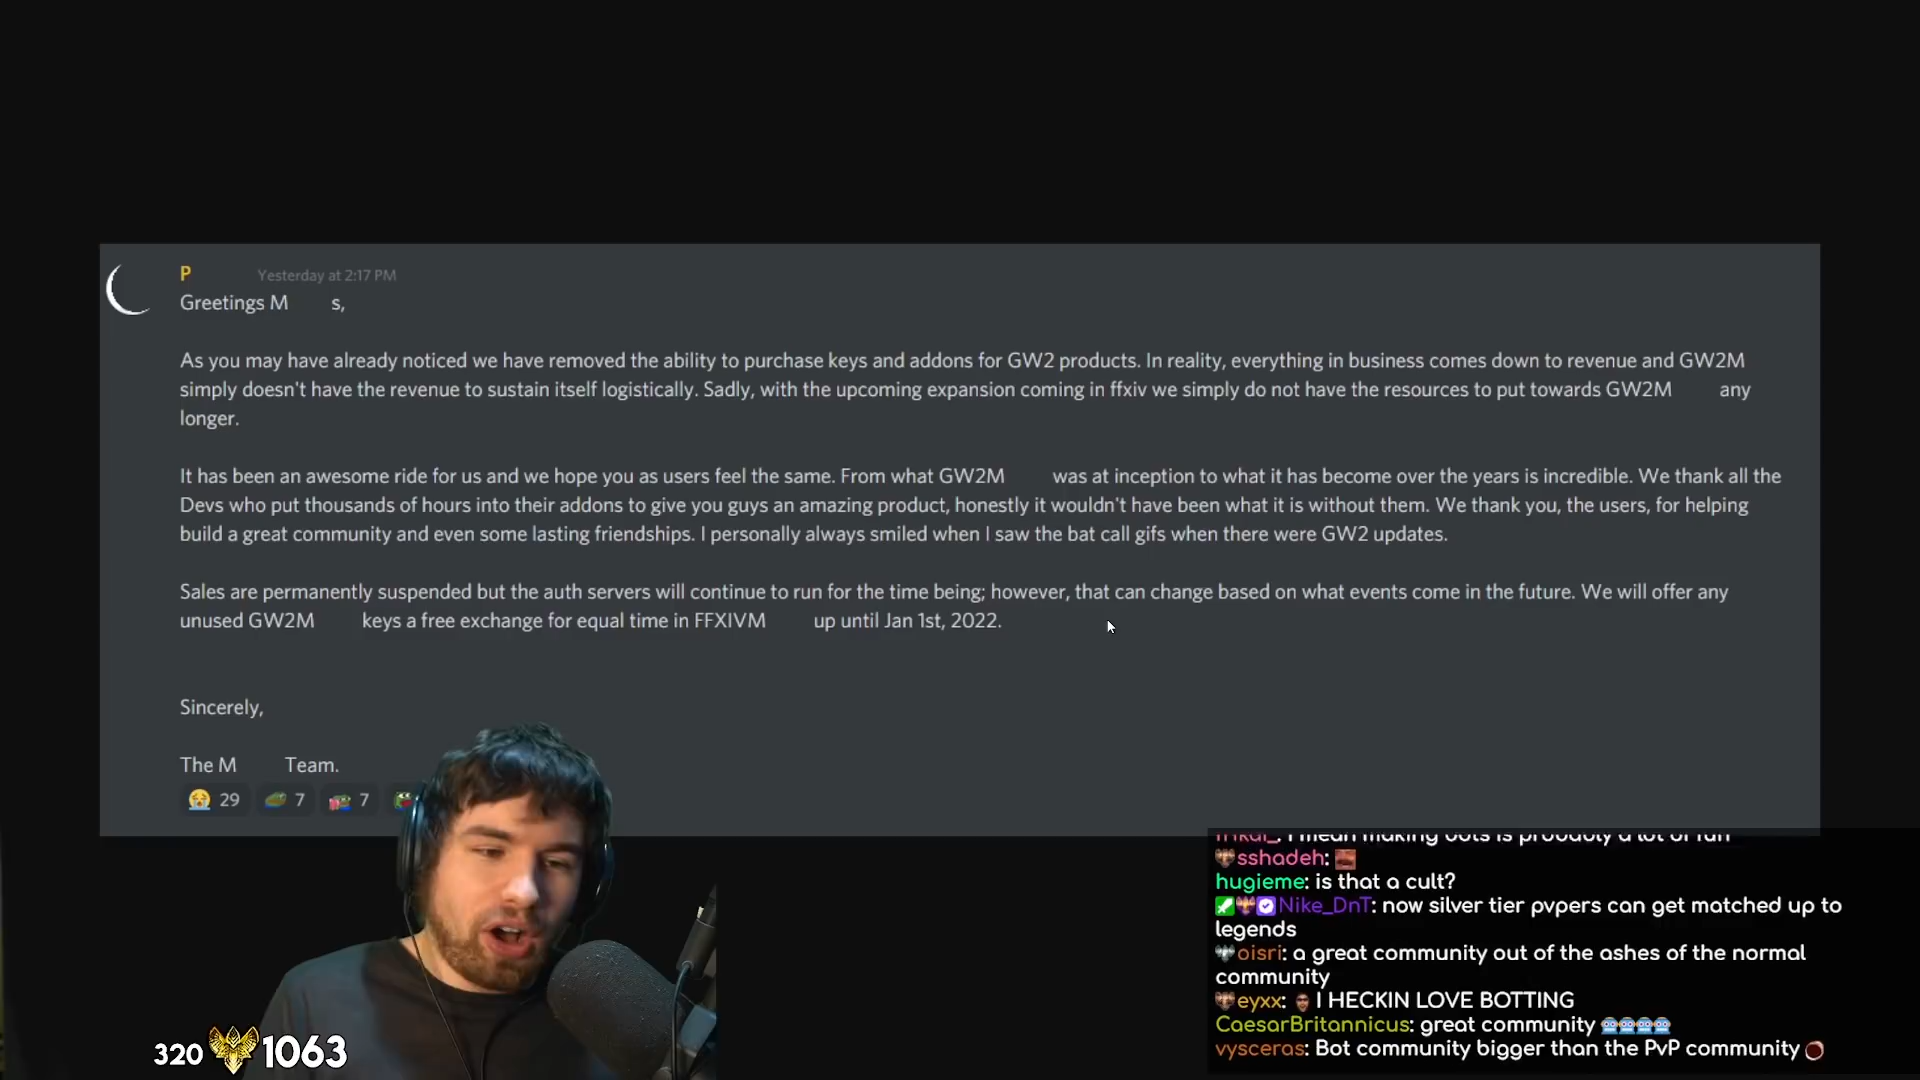 P Yesterday at 2:17 PM
Greetings M s,
As you may have already noticed we have removed the ability to purchase keys and addons for GW2 products. In reality, everything in business comes down to revenue and GW2M
simply doesn't have the revenue to sustain itself logistically. Sadly, with the upcoming expansion coming in ffxiv we simply do not have the resources to put towards GW2M any
longer.
It has been an awesome ride for us and we hope you as users feel the same. From what GW2M was at inception to what it has become over the years is incredible. We thank all the
Devs who put thousands of hours into their addons to give you guys an amazing product, honestly it wouldn't have been what it is without them. We thank you, the users, for helping
build a great community and even some lasting friendships. I personally always smiled when I saw the bat call gifs when there were GW2 updates.
Sales are permanently suspended but the auth servers will continue to run for the time being; however, that can change based on what events come in the future. We will offer any
unused GW2M keys a free exchange for equal time in FFXIVM up until Jan 1st, 2022.
Sincerely,
The M Team.
29 7 7
I mean making bots is probably a lot of fun
sshadeh:
hugieme: is that a cult?
Nike_DnT: now silver tier pvpers can get matched up to
legends
oisri: a great community out of the ashes of the normal
community
eyxx: I HECKIN LOVE BOTTING
CaesarBritannicus: great community
vysceras: Bot community bigger than the PvP community
320 1063